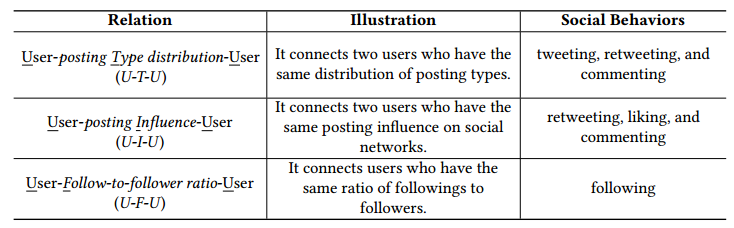 Relation Illustration Social Behaviors
User-posting Type distribution-User
(U-T-U)
It connects two users who have the
same distribution of posting types.
tweeting, retweeting, and
commenting
User-posting Influence-User
(U-I-U)
It connects two users who have the
same posting influence on social
networks.
retweeting, liking, and
commenting
User-Follow-to-follower ratio-User
(U-F-U)
It connects users who have the
same ratio of followings to
followers.
following